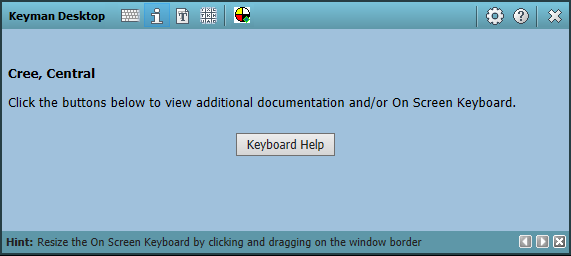 Keyman Desktop
Cree, Central
Click the buttons below to view additional documentation and/or On Screen Keyboard.
Keyboard Help
Hint: Resize the On Screen Keyboard by clicking and dragging on the window border